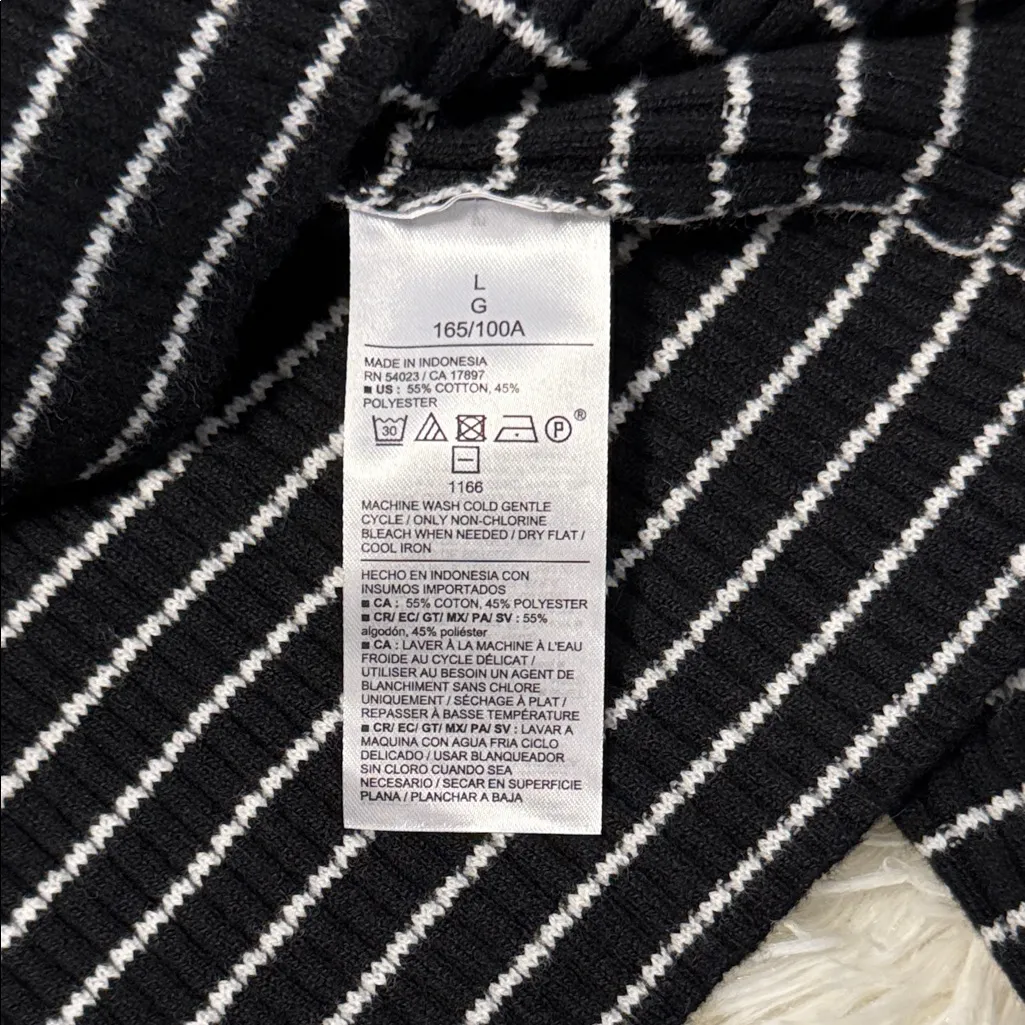 L
G
165/100A
MADE IN INDONESIA
RN 54023 / CA 17897
■ US : 55% COTTON, 45%
POLYESTER
30 P ®
1166
MACHINE WASH COLD GENTLE
CYCLE / ONLY NON-CHLORINE
BLEACH WHEN NEEDED / DRY FLAT /
COOL IRON
HECHO EN INDONESIA CON
INSUMOS IMPORTADOS
■ CA : 55% COTON, 45% POLYESTER
■ CR/ EC/ GT/ MX/ PA/ SV : 55%
algodón, 45% poliéster
■ CA : LAVER À LA MACHINE À L'EAU
FROIDE AU CYCLE DÉLICAT /
UTILISER AU BESOIN UN AGENT DE
BLANCHIMENT SANS CHLORE
UNIQUEMENT / SÉCHAGE À PLAT /
REPASSER À BASSE TEMPÉRATURE
■ CR/ EC/ GT/ MX/ PA/ SV : LAVAR A
MAQUINA CON AGUA FRIA CICLO
DELICADO / USAR BLANQUEADOR
SIN CLORO CUANDO SEA
NECESARIO / SECAR EN SUPERFICIE
PLANA / PLANCHAR A BAJA